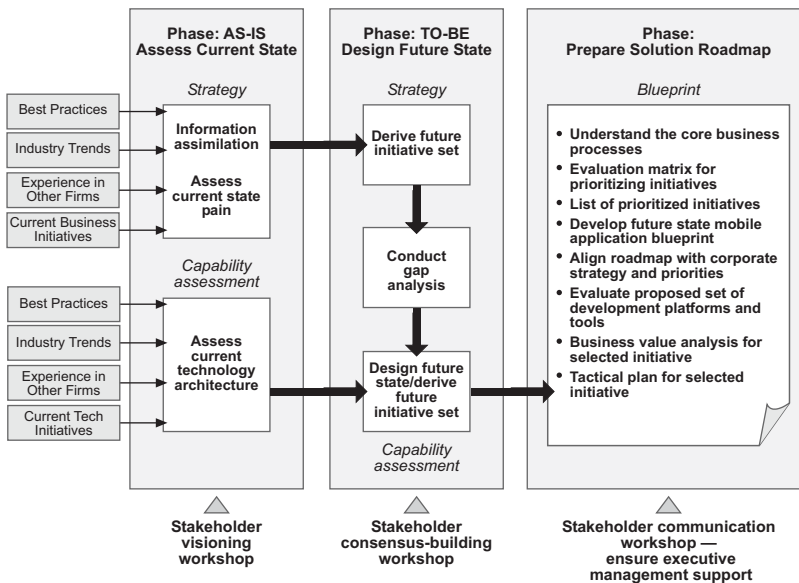 Phase: AS-IS
Assess Current State
Strategy
Best Practices
Industry Trends
Experience in
Other Firms
Current Business
Initiatives
Information
assimilation
Assess
current state
pain
Capability
assessment
Best Practices
Industry Trends
Experience in
Other Firms
Current Tech
Initiatives
Assess
current
technology
architecture
Stakeholder
visioning
workshop
Phase: TO-BE
Design Future State
Strategy
Derive future
initiative set
Conduct
gap
analysis
Design future
state/derive
future
initiative set
Capability
assessment
Stakeholder
consensus-building
workshop
Phase:
Prepare Solution Roadmap
Blueprint
• Understand the core business
processes
• Evaluation matrix for
prioritizing initiatives
• List of prioritized initiatives
• Develop future state mobile
application blueprint
• Align roadmap with corporate
strategy and priorities
• Evaluate proposed set of
development platforms and
tools
• Business value analysis for
selected initiative
• Tactical plan for selected
initiative
Stakeholder communication
workshop —
ensure executive
management support